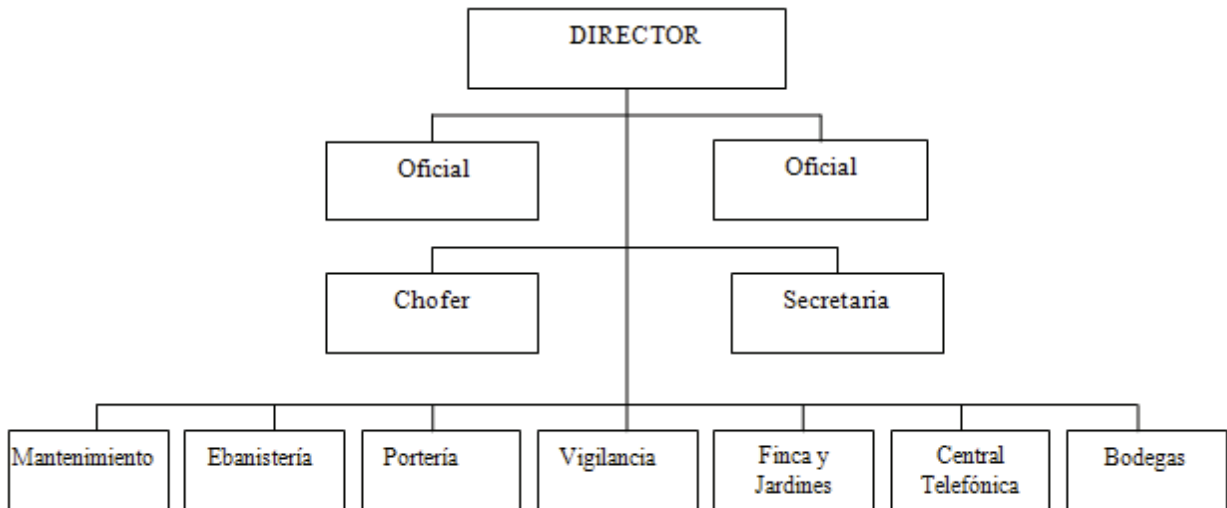 DIRECTOR
Oficial
Oficial
Chofer
Secretaria
Mantenimiento
Ebanistería
Portería
Vigilancia
Finca y
Jardines
Central
Telefónica
Bodegas